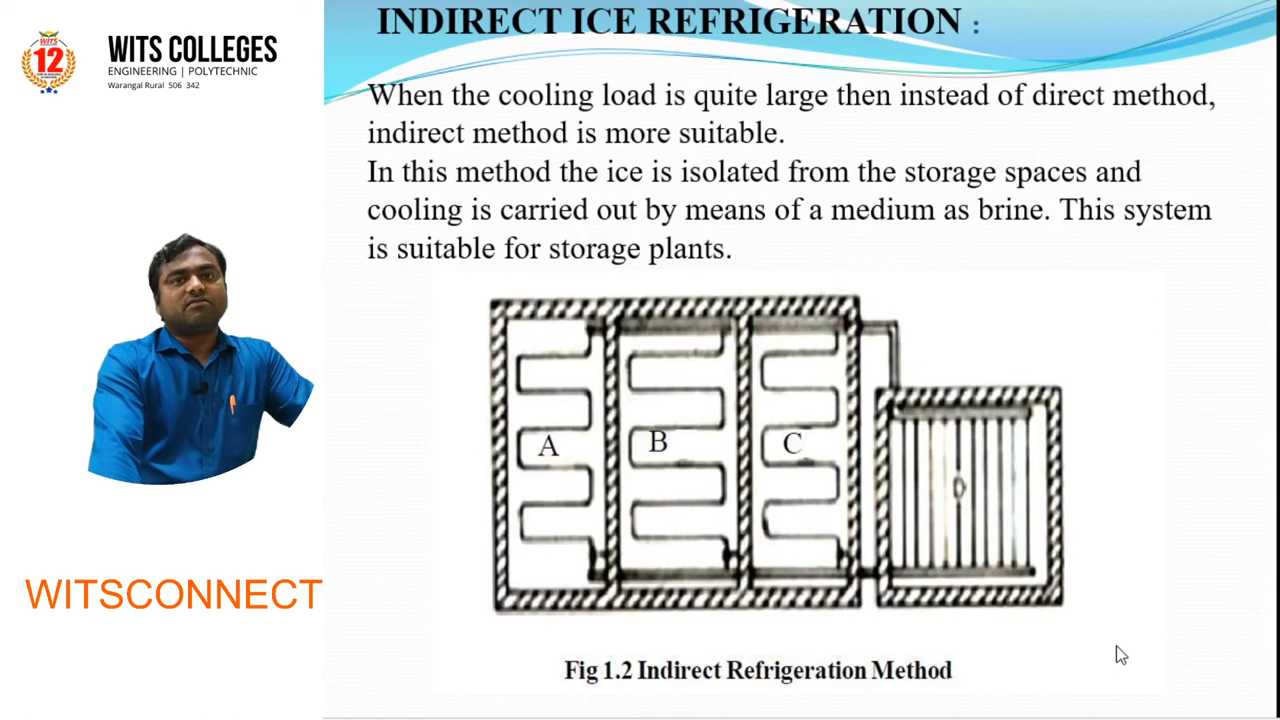 INDIRECT ICE REFRIGERATION :
WITS
12
WITS COLLEGES
ENGINEERING | POLYTECHNIC
Warangal Rural 506 342
When the cooling load is quite large then instead of direct method,
indirect method is more suitable.
In this method the ice is isolated from the storage spaces and
cooling is carried out by means of a medium as brine. This system
is suitable for storage plants.
A
B
C
D
WITSCONNECT
Fig 1.2 Indirect Refrigeration Method